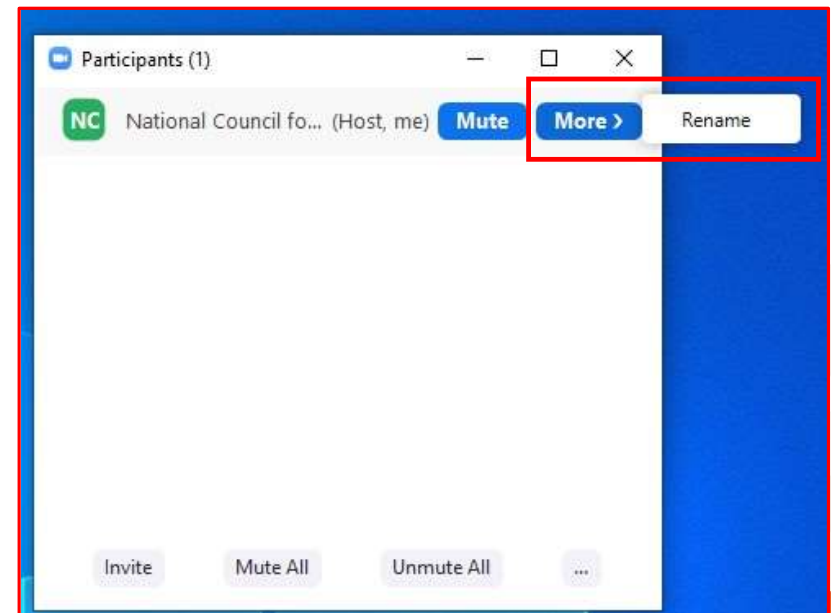 Participants (1)
NC National Council fo... (Host, me) Mute More > Rename
Invite Mute All Unmute All ...